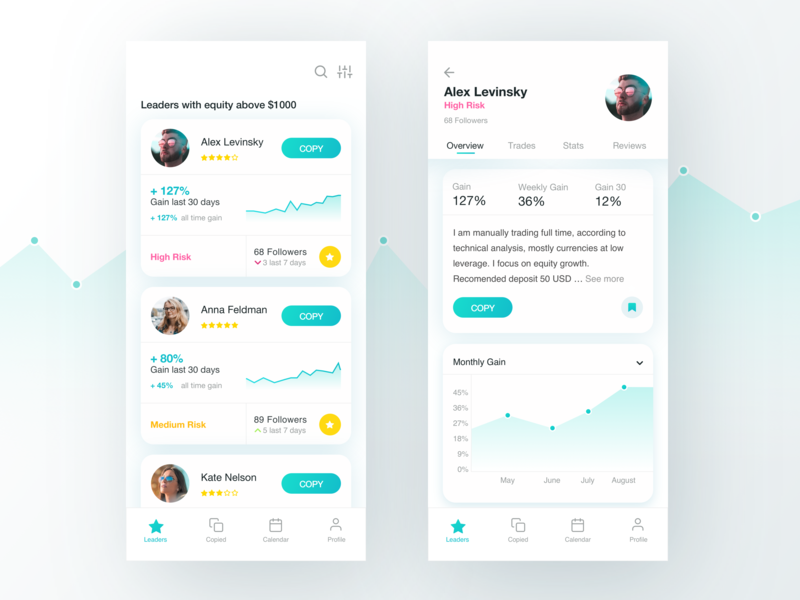 Leaders with equity above $1000
Alex Levinsky
COPY
+ 127%
Gain last 30 days
+ 127% all time gain
High Risk
68 Followers
3 last 7 days
Anna Feldman
COPY
+ 80%
Gain last 30 days
+ 45% all time gain
Medium Risk
89 Followers
5 last 7 days
Kate Nelson
COPY
Leaders
Copied
Calendar
Profile
Alex Levinsky
High Risk
68 Followers
Overview
Trades
Stats
Reviews
Gain
127%
Weekly Gain
36%
Gain 30
12%
I am manually trading full time, according to
technical analysis, mostly currencies at low
leverage. I focus on equity growth.
Recomended deposit 50 USD ... See more
COPY
Monthly Gain
45%
36%
27%
18%
9%
0%
May
June
July
August
Leaders
Copied
Calendar
Profile